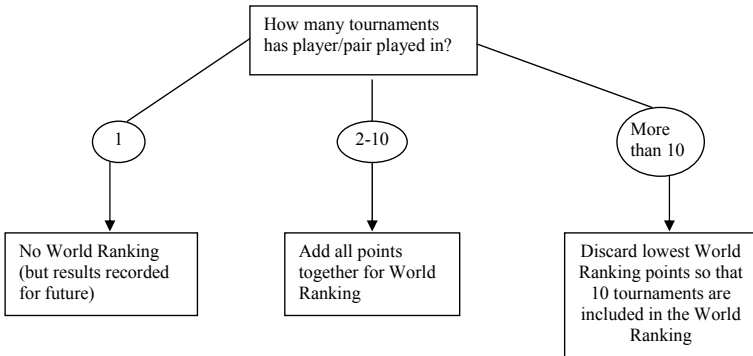 How many tournaments
has player/pair played in?
1
2-10
More
than 10
No World Ranking
(but results recorded
for future)
Add all points
together for World
Ranking
Discard lowest World
Ranking points so that
10 tournaments are
included in the World
Ranking